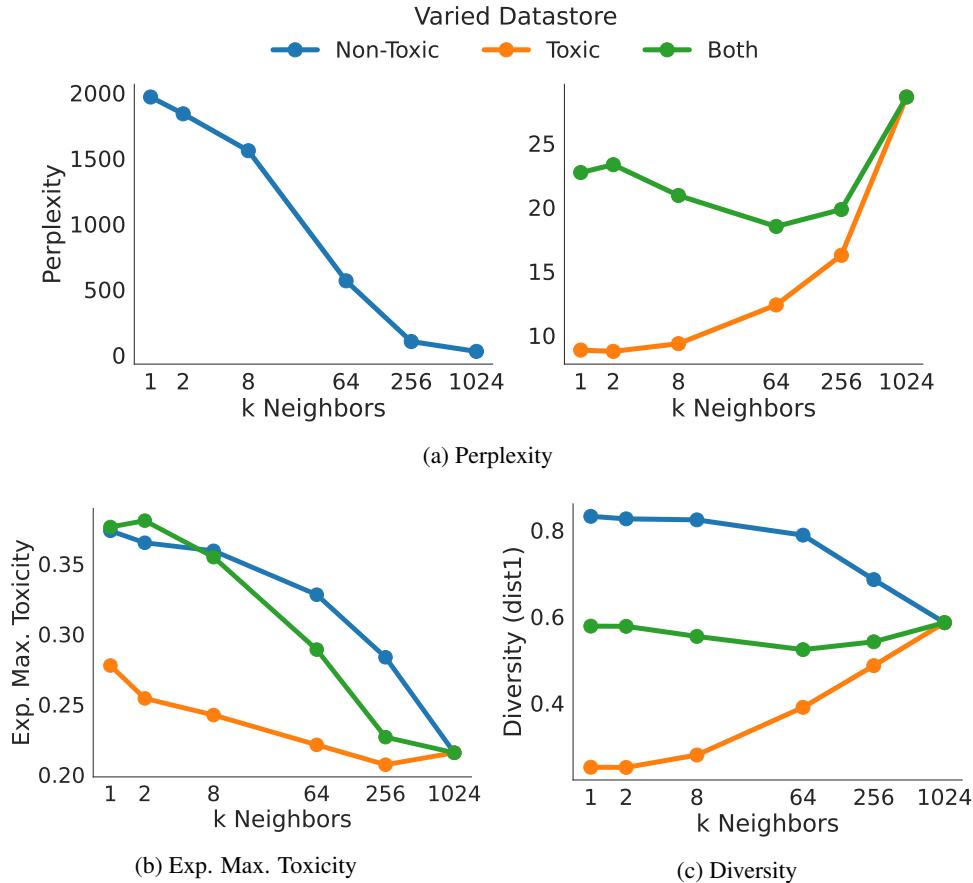 Varied Datastore
Non-Toxic Toxic Both
Perplexity
2000
1500
1000
500
0
1 2 8 64 256 1024
k Neighbors
25
20
15
10
1 2 8 64 256 1024
k Neighbors
(a) Perplexity
Exp. Max. Toxicity
0.35
0.30
0.25
0.20
1 2 8 64 256 1024
k Neighbors
(b) Exp. Max. Toxicity
Diversity (dist1)
0.8
0.6
0.4
1 2 8 64 256 1024
k Neighbors
(c) Diversity